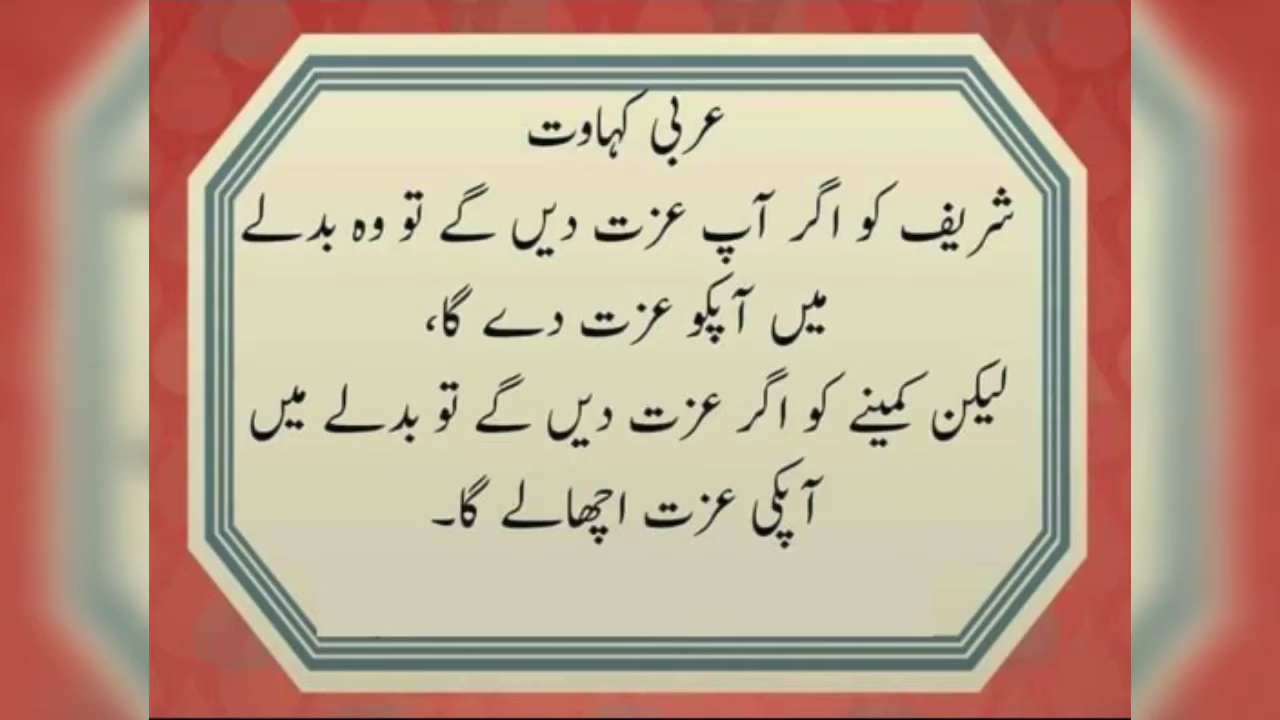 عربی کہاوت
شریف کو اگر آپ عزت دیں گے تو وہ بدلے
میں آپکو عزت دے گا،
لیکن کمینے کو اگر عزت دیں گے تو بدلے میں
آپکی عزت اچھالے گا۔